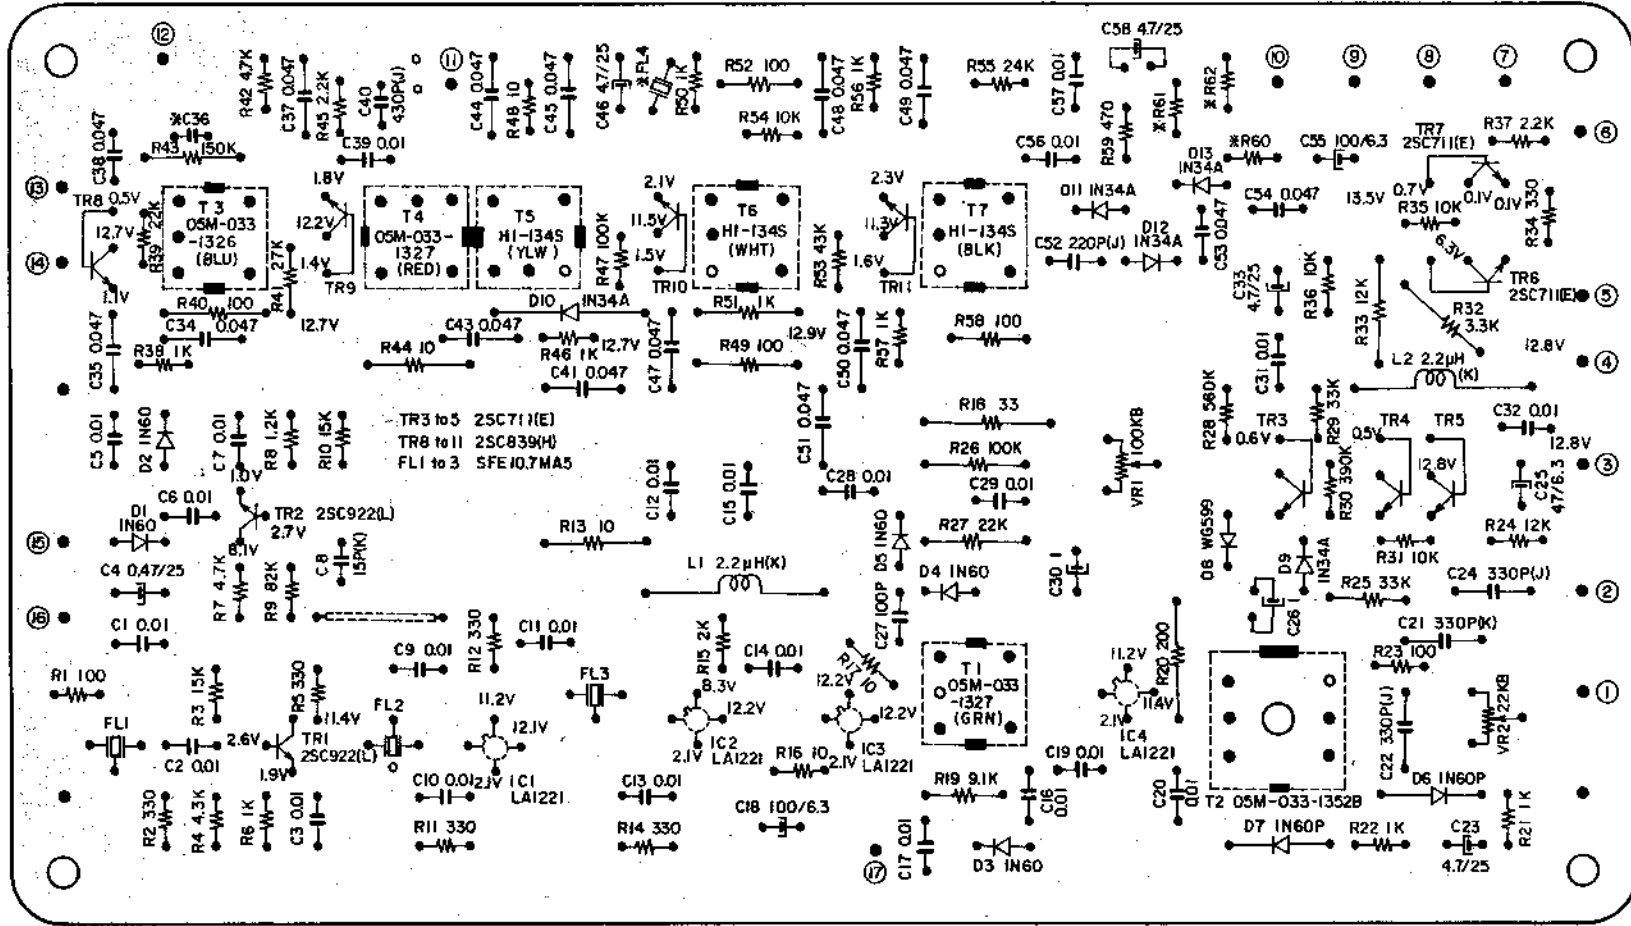 ⑫
R42 4.7K
C37 0.047
R45 2.2K
C40
430P(J)
⑪
C44 0.047
R48 10
C45 0.047
C46 4.7/25
※FL4
R50 1K
R52 100
C48 0.047
R56 1K
C49 0.047
R55 24K
C57 0.01
C58 4.7/25
※R61
※R62
⑩
⑨
⑧
⑦
C38 0.047
※C36
R43 150K
C39 0.01
R54 10K
C56 0.01
R59 470
D13
IN34A
※R60
C55 100/6.3
TR7
2SC711(E)
R37 2.2K
⑥
⑬
TR8
0.5V
12.7V
R39 22K
T3
05M-033
-1326
(BLU)
1.8V
12.2V
1.4V
TR9
T4
05M-033-
1327
(RED)
T5
H1-134S
(YLW)
R47 100K
2.1V
11.5V
1.5V
TR10
T6
H1-134S
(WHT)
R53 43K
2.3V
11.3V
1.6V
TR11
T7
H1-134S
(BLK)
D11 IN34A
C52 220P(J)
D12
IN34A
C53 0.047
C54 0.047
13.5V
0.7V
0.1V
0.1V
R35 10K
R34 330
⑭
1.1V
R41 27K
R40 100
12.7V
D10
IN34A
R51 1K
C33
4.7/25
R36 10K
R33 12K
6.3V
TR6
2SC711(E)
⑤
R32
3.3K
C35 0.047
C34 0.047
R38 1K
C43 0.047
R44 10
R46 1K
12.7V
C41 0.047
C47 0.047
12.9V
R49 100
C50 0.047
R57 1K
R58 100
C31 0.01
L2 2.2μH
(K)
12.8V
④
C5 0.01
D2 IN60
C7 0.01
R8 1.2K
R10 15K
TR3 to 5 2SC711(E)
TR8 to 11 2SC839(H)
FL1 to 3 SFE10.7MA5
C51 0.047
R18 33
R26 100K
VR1 100KB
R28 560K
0.6V
TR3
R29 33K
0.5V
TR4
TR5
12.8V
C32 0.01
12.8V
③
1.0V
C6 0.01
D1
IN60
TR2 2SC922(L)
2.7V
8.1V
C8
15P(K)
R13 10
C12 0.01
C15 0.01
C28 0.01
C29 0.01
D5 IN60
R27 22K
R30 390K
C25
47/6.3
R24 12K
⑮
C4 0.47/25
R7 4.7K
R9 82K
L1 2.2μH(K)
D4 IN60
C30 1
D8 WG599
D9
IN34A
R31 10K
R25 33K
C24 330P(J)
②
⑯
C1 0.01
C9 0.01
R12 330
C11 0.01
R15 2K
C14 0.01
C27 100P
R17 10
T1
05M-033
-1327
(GRN)
R20 200
C26 1
C21 330P(K)
R23 100
R1 100
R3 15K
R5 330
11.4V
FL2
11.2V
12.1V
FL3
8.3V
12.2V
12.2V
12.2V
11.2V
11.4V
2.1V
IC4
LA1221
C22 330P(J)
VR2 22KB
①
FL1
C2 0.01
2.6V
TR1
2SC922(L)
1.9V
C10 0.01
2.1V
IC1
LA1221
C13 0.01
IC2
2.1V LA1221
R16 10
IC3
2.1V LA1221
C19 0.01
R19 9.1K
C16
0.01
C20
0.01
T2 05M-033-1352B
D6 IN60P
R2 330
R4 4.3K
R6 1K
C3 0.01
R11 330
R14 330
C18 100/6.3
⑰
C17 0.01
D3 IN60
D7 IN60P
R22 1K
C23
4.7/25
R21 1K